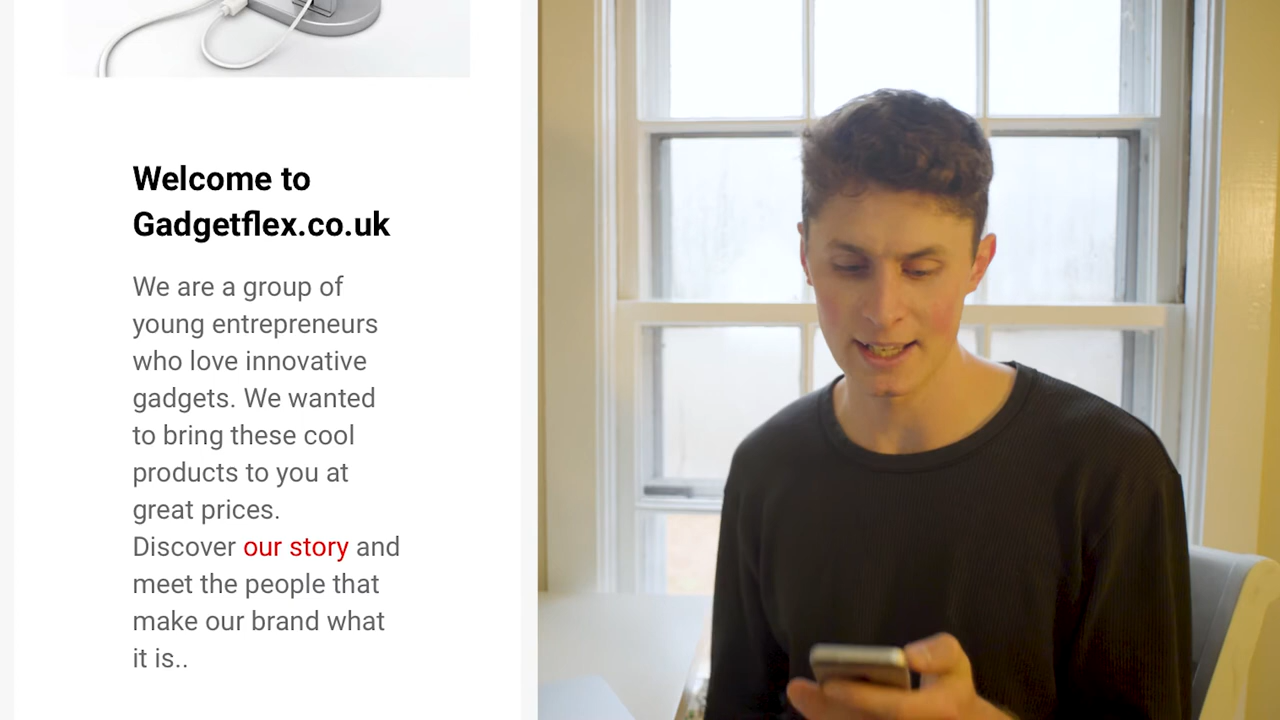 Welcome to
Gadgetflex.co.uk
We are a group of
young entrepreneurs
who love innovative
gadgets. We wanted
to bring these cool
products to you at
great prices.
Discover our story and
meet the people that
make our brand what
it is..